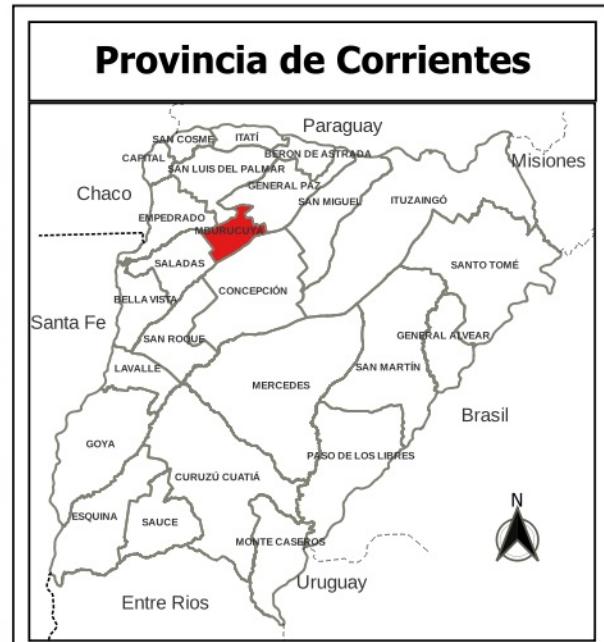 Provincia de Corrientes
Paraguay
Misiones
Chaco
Santa Fe
Brasil
Uruguay
Entre Rios
SAN COSME
ITATÍ
CAPITAL
SAN LUIS DEL PALMAR
BERON DE ASTRADA
GENERAL PAZ
SAN MIGUEL
ITUZAINGÓ
EMPEDRADO
MBURUCUYÁ
SALADAS
SANTO TOMÉ
BELLA VISTA
CONCEPCIÓN
SAN ROQUE
GENERAL ALVEAR
LAVALLE
SAN MARTÍN
MERCEDES
GOYA
PASO DE LOS LIBRES
CURUZÚ CUATIÁ
ESQUINA
SAUCE
MONTE CASEROS
N